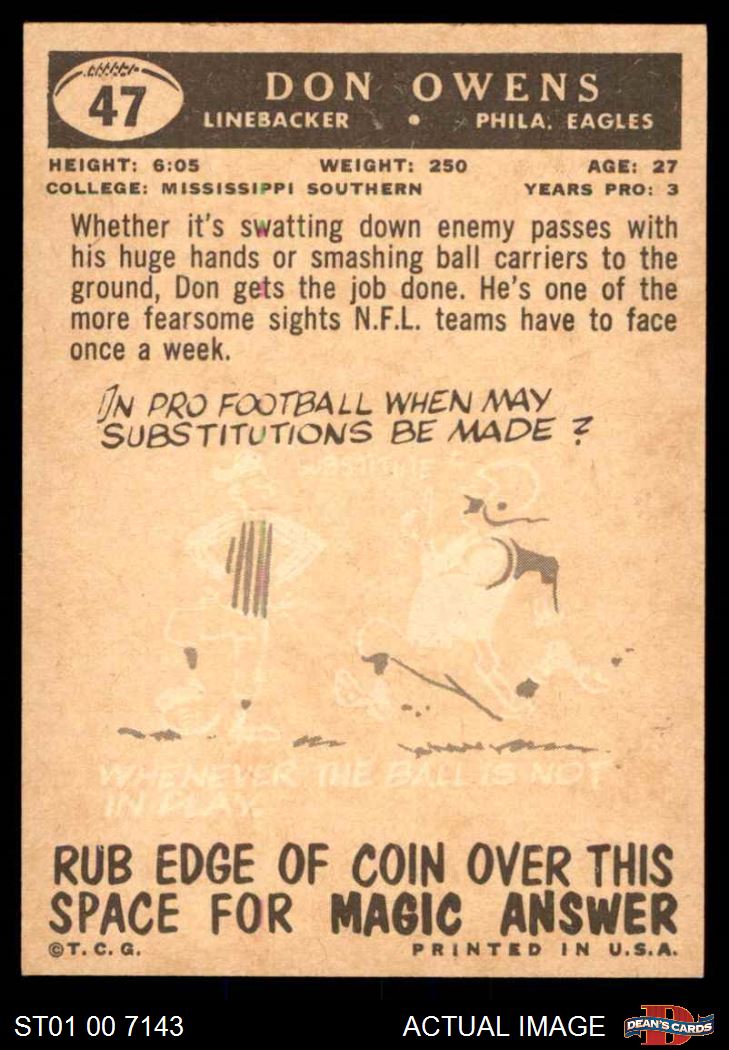 47
DON OWENS
LINEBACKER • PHILA. EAGLES
HEIGHT: 6:05 WEIGHT: 250 AGE: 27
COLLEGE: MISSISSIPPI SOUTHERN YEARS PRO: 3
Whether it's swatting down enemy passes with
his huge hands or smashing ball carriers to the
ground, Don gets the job done. He's one of the
more fearsome sights N.F.L. teams have to face
once a week.
IN PRO FOOTBALL WHEN MAY
SUBSTITUTIONS BE MADE ?
WHENEVER THE BALL IS NOT
IN PLAY.
RUB EDGE OF COIN OVER THIS
SPACE FOR MAGIC ANSWER
©T.C.G. PRINTED IN U.S.A.
ST01 00 7143 ACTUAL IMAGE DEAN'S CARDS